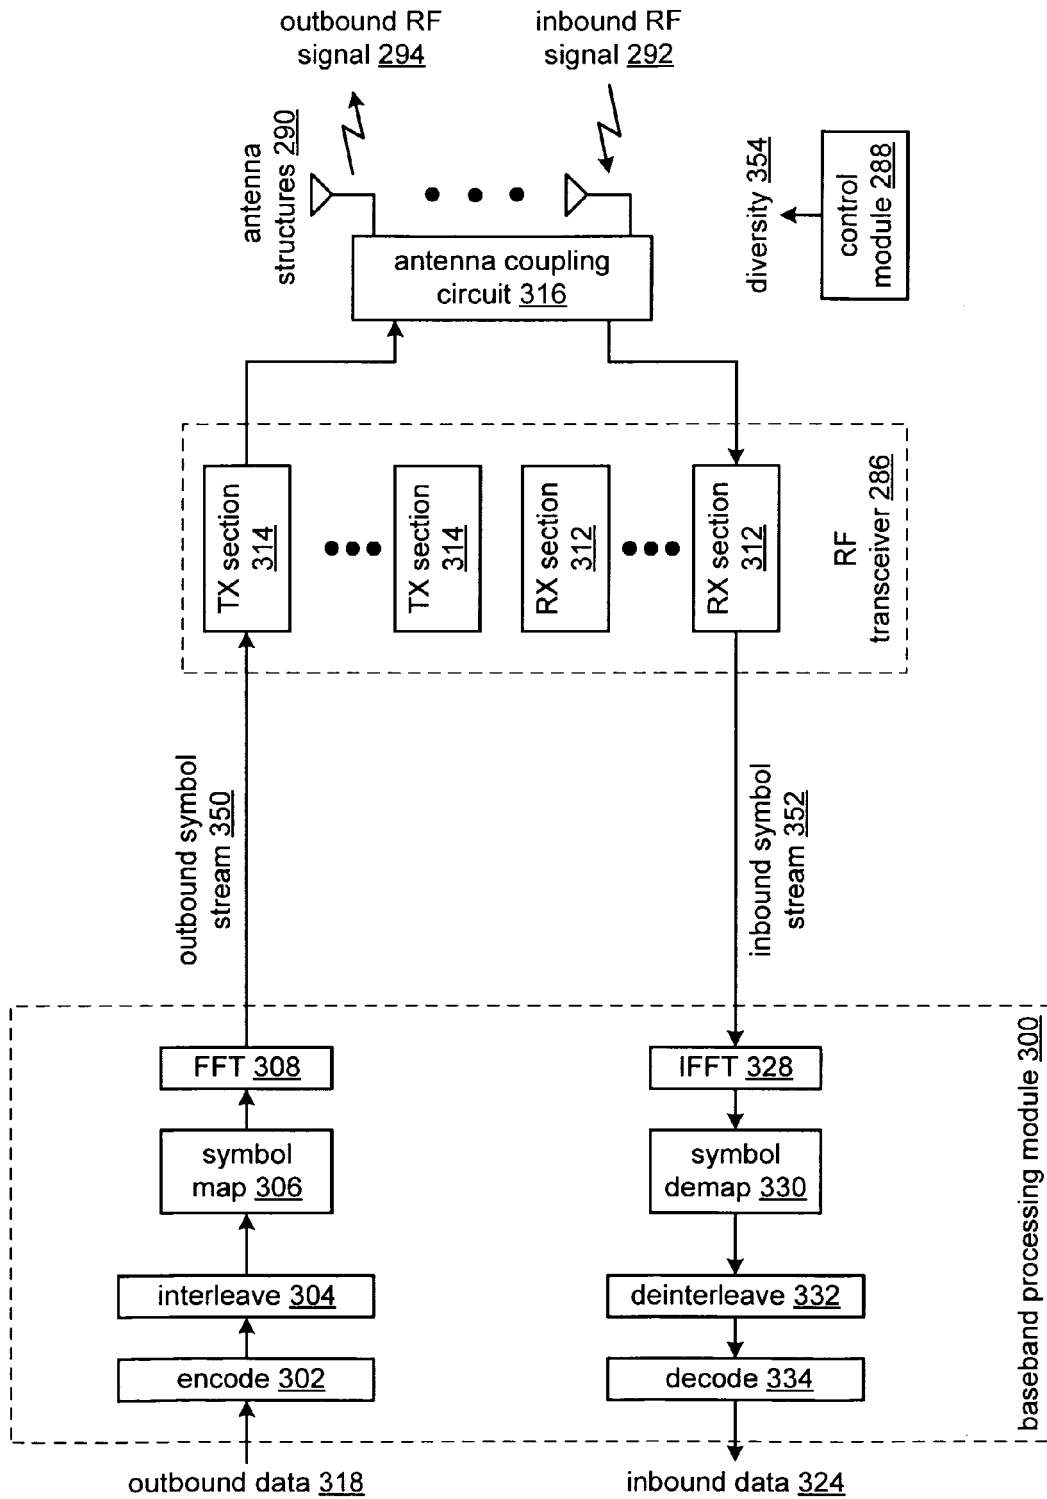 outbound RF
signal 294
inbound RF
signal 292
antenna
structures 290
antenna coupling
circuit 316
diversity 354
control
module 288
TX section
314
TX section
314
RX section
312
RX section
312
RF
transceiver 286
outbound symbol
stream 350
inbound symbol
stream 352
FFT 308
IFFT 328
symbol
map 306
symbol
demap 330
interleave 304
deinterleave 332
encode 302
decode 334
baseband processing module 300
outbound data 318
inbound data 324